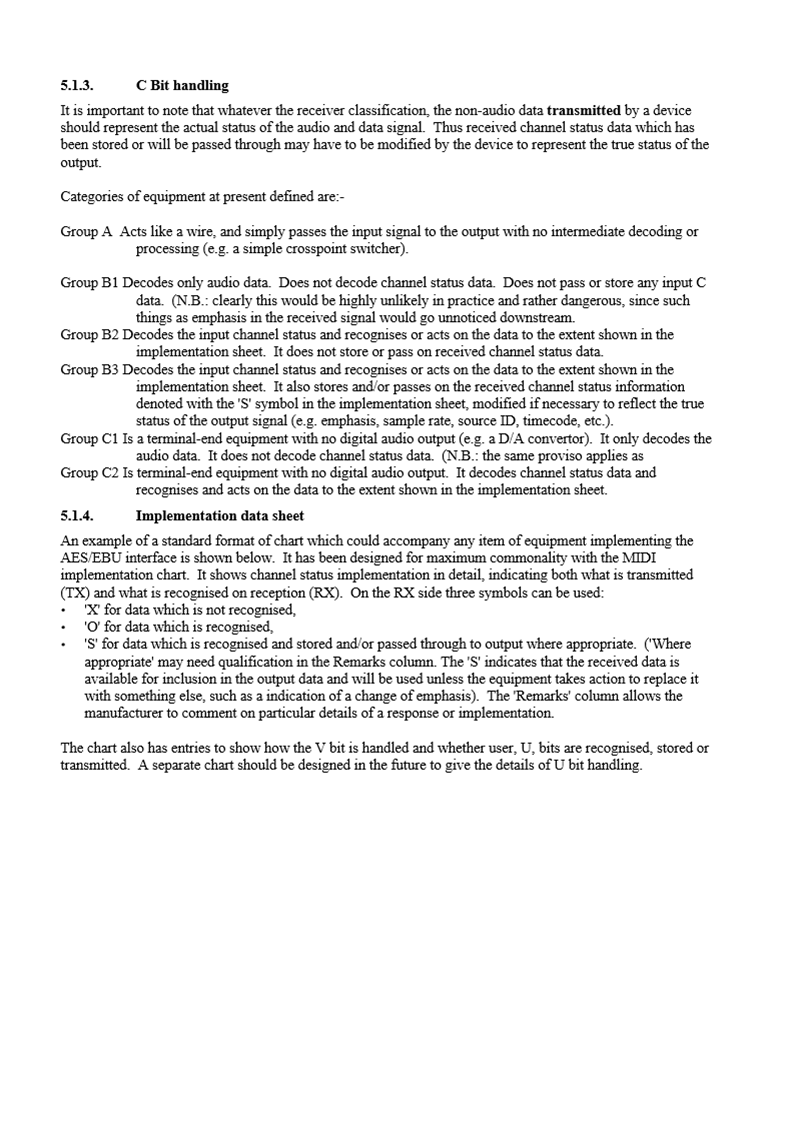 5.1.3. C Bit handling
It is important to note that whatever the receiver classification, the non-audio data transmitted by a device
should represent the actual status of the audio and data signal. Thus received channel status data which has
been stored or will be passed through may have to be modified by the device to represent the true status of the
output.
Categories of equipment at present defined are:-
Group A Acts like a wire, and simply passes the input signal to the output with no intermediate decoding or
processing (e.g. a simple crosspoint switcher).
Group B1 Decodes only audio data. Does not decode channel status data. Does not pass or store any input C
data. (N.B.: clearly this would be highly unlikely in practice and rather dangerous, since such
things as emphasis in the received signal would go unnoticed downstream.
Group B2 Decodes the input channel status and recognises or acts on the data to the extent shown in the
implementation sheet. It does not store or pass on received channel status data.
Group B3 Decodes the input channel status and recognises or acts on the data to the extent shown in the
implementation sheet. It also stores and/or passes on the received channel status information
denoted with the 'S' symbol in the implementation sheet, modified if necessary to reflect the true
status of the output signal (e.g. emphasis, sample rate, source ID, timecode, etc.).
Group C1 Is a terminal-end equipment with no digital audio output (e.g. a D/A convertor). It only decodes the
audio data. It does not decode channel status data. (N.B.: the same proviso applies as
Group C2 Is terminal-end equipment with no digital audio output. It decodes channel status data and
recognises and acts on the data to the extent shown in the implementation sheet.
5.1.4. Implementation data sheet
An example of a standard format of chart which could accompany any item of equipment implementing the
AES/EBU interface is shown below. It has been designed for maximum commonality with the MIDI
implementation chart. It shows channel status implementation in detail, indicating both what is transmitted
(TX) and what is recognised on reception (RX). On the RX side three symbols can be used:
• 'X' for data which is not recognised,
• 'O' for data which is recognised,
• 'S' for data which is recognised and stored and/or passed through to output where appropriate. ('Where
appropriate' may need qualification in the Remarks column. The 'S' indicates that the received data is
available for inclusion in the output data and will be used unless the equipment takes action to replace it
with something else, such as a indication of a change of emphasis). The 'Remarks' column allows the
manufacturer to comment on particular details of a response or implementation.
The chart also has entries to show how the V bit is handled and whether user, U, bits are recognised, stored or
transmitted. A separate chart should be designed in the future to give the details of U bit handling.